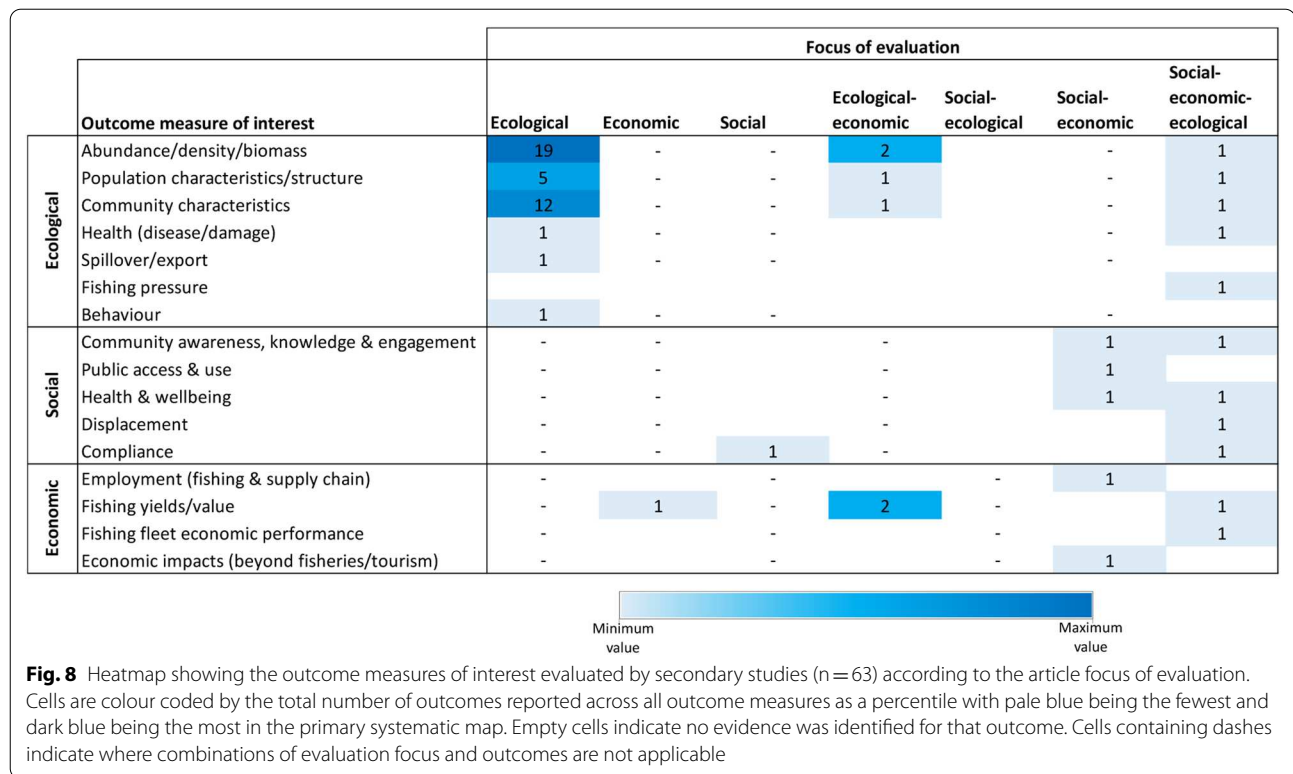 Focus of evaluation
Outcome measure of interest Ecological Economic Social Ecological-economic Social-ecological Social-economic Social-economic-ecological
Ecological
Abundance/density/biomass 19 - - 2 - 1
Population characteristics/structure 5 - - 1 - 1
Community characteristics 12 - - 1 - 1
Health (disease/damage) 1 - - - 1
Spillover/export 1 - - -
Fishing pressure 1
Behaviour 1 - - -
Social
Community awareness, knowledge & engagement - - - 1 1
Public access & use - - - 1
Health & wellbeing - - - 1 1
Displacement - - - 1
Compliance - - 1 - 1
Economic
Employment (fishing & supply chain) - - - 1
Fishing yields/value - 1 - 2 - 1
Fishing fleet economic performance - - - 1
Economic impacts (beyond fisheries/tourism) - - - 1
Minimum value
Maximum value
Fig. 8 Heatmap showing the outcome measures of interest evaluated by secondary studies (n = 63) according to the article focus of evaluation.
Cells are colour coded by the total number of outcomes reported across all outcome measures as a percentile with pale blue being the fewest and
dark blue being the most in the primary systematic map. Empty cells indicate no evidence was identified for that outcome. Cells containing dashes
indicate where combinations of evaluation focus and outcomes are not applicable